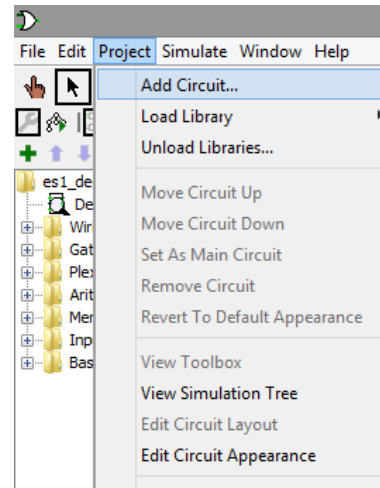 File Edit Project Simulate Window Help
Add Circuit...
Load Library
Unload Libraries...
Move Circuit Up
Move Circuit Down
Set As Main Circuit
Remove Circuit
Revert To Default Appearance
View Toolbox
View Simulation Tree
Edit Circuit Layout
Edit Circuit Appearance
es1_de
De
Wir
Gat
Plex
Arit
Mer
Inp
Bas